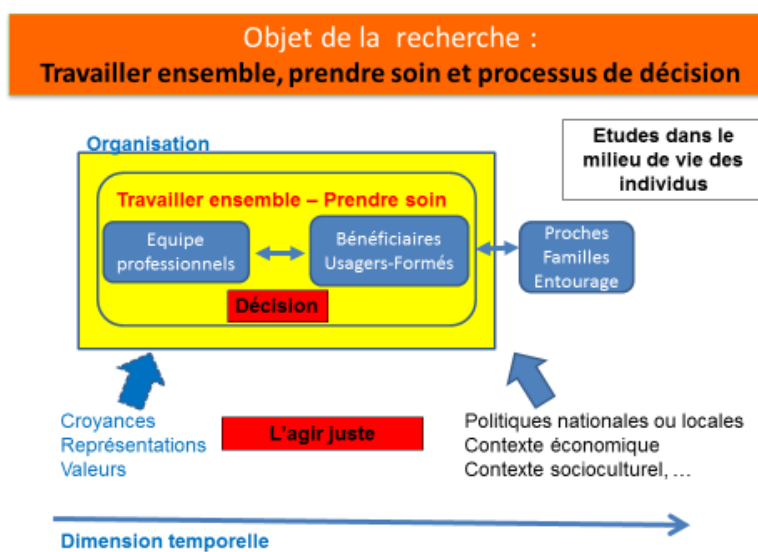 Objet de la recherche :
Travailler ensemble, prendre soin et processus de décision
Organisation
Etudes dans le
milieu de vie des
individus
Travailler ensemble – Prendre soin
Equipe
professionnels
Bénéficiaires
Usagers-Formés
Proches
Familles
Entourage
Décision
Croyances
Représentations
Valeurs
L'agir juste
Politiques nationales ou locales
Contexte économique
Contexte socioculturel, ...
Dimension temporelle